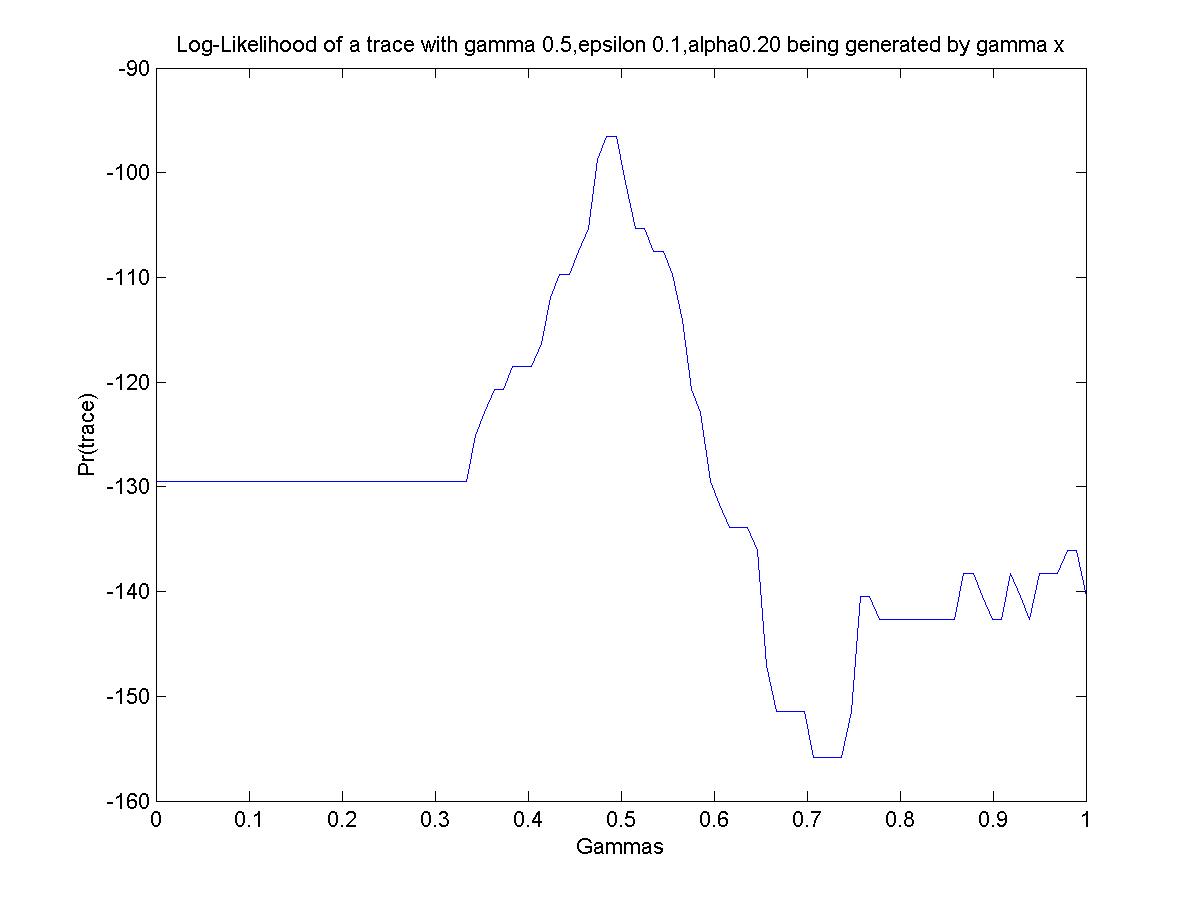 Log-Likelihood of a trace with gamma 0.5,epsilon 0.1,alpha0.20 being generated by gamma x
-90
-100
-110
-120
-130
-140
-150
-160
Pr(trace)
0 0.1 0.2 0.3 0.4 0.5 0.6 0.7 0.8 0.9 1
Gammas